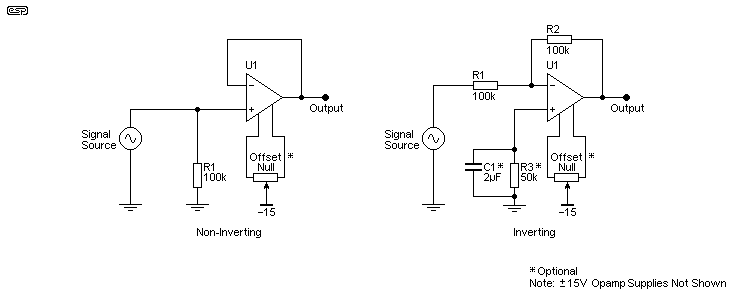 esp
U1
−
+
Output
Signal
Source
R1
100k
Offset
Null
*
−15
Non-Inverting
R2
100k
U1
R1
100k
−
+
Output
Signal
Source
C1*
2µF
R3*
50k
Offset
Null
*
−15
Inverting
* Optional
Note: ±15V Opamp Supplies Not Shown